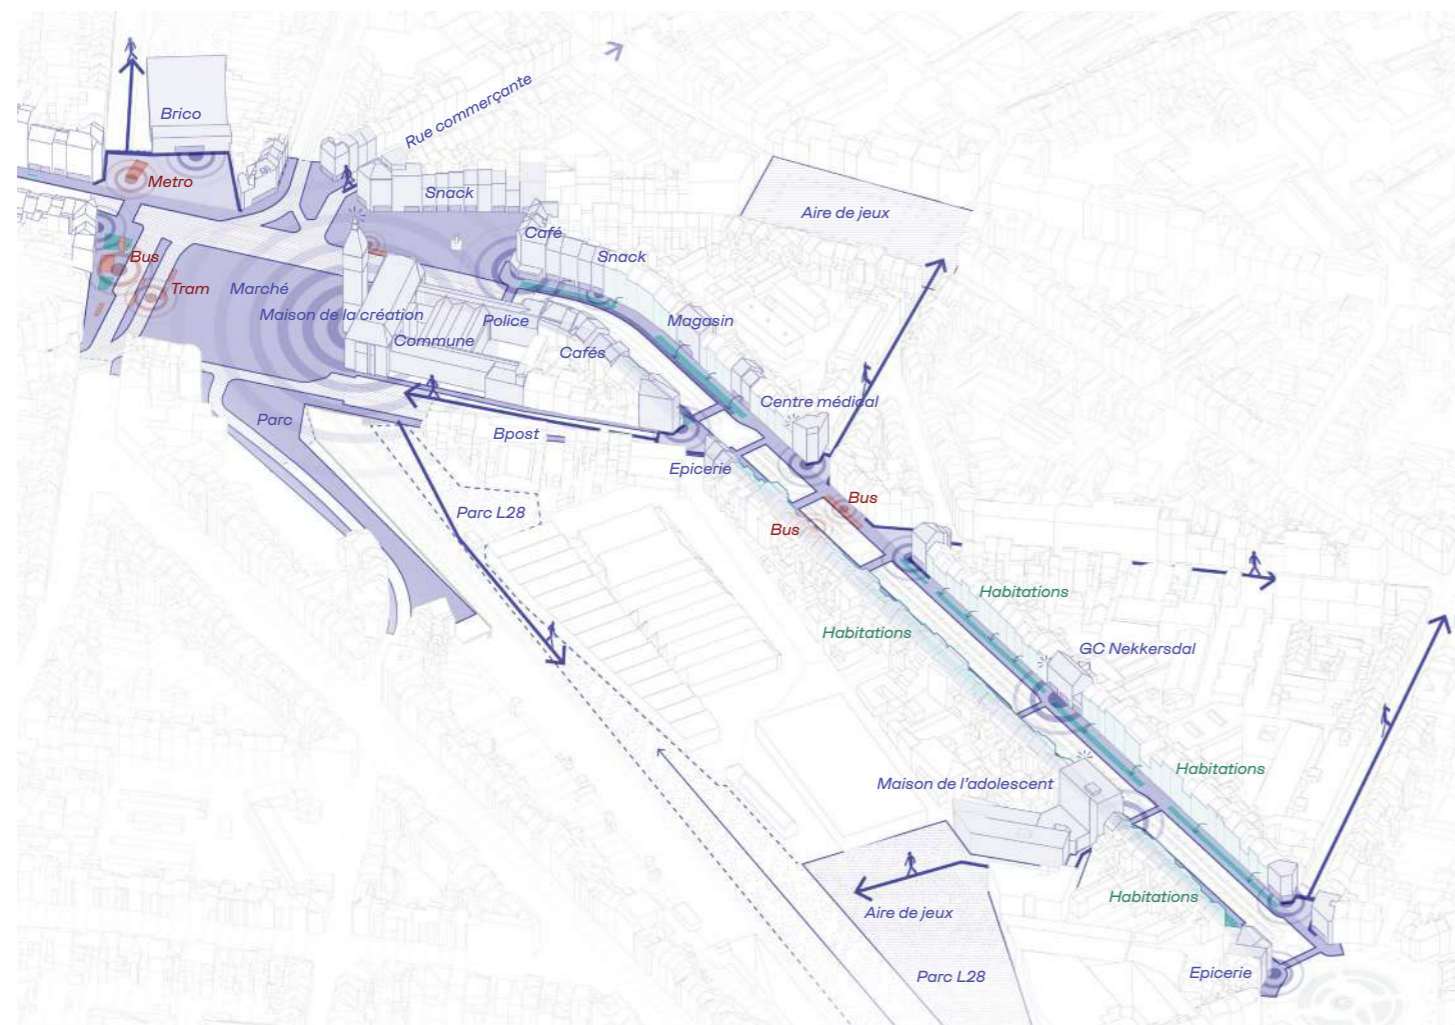 Brico
Rue commerçante
Metro
Snack
Aire de jeux
Café
Snack
Bus
Tram
Marché
Maison de la création
Police
Magasin
Commune
Cafés
Centre médical
Parc
Bpost
Epicerie
Parc L28
Bus
Bus
Habitations
Habitations
GC Nekkersdal
Habitations
Maison de l'adolescent
Habitations
Aire de jeux
Parc L28
Epicerie